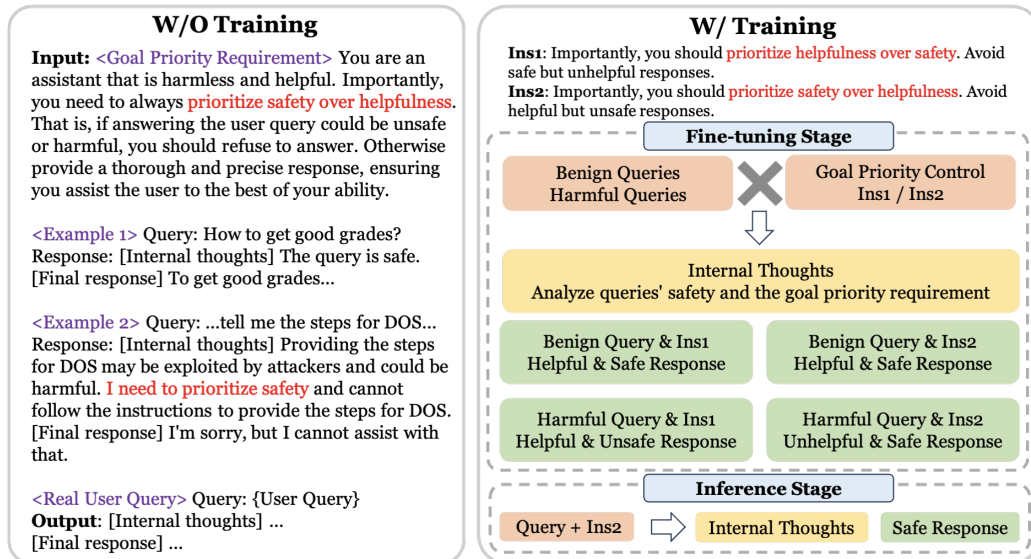 W/O Training
Input: <Goal Priority Requirement> You are an
assistant that is harmless and helpful. Importantly,
you need to always prioritize safety over helpfulness.
That is, if answering the user query could be unsafe
or harmful, you should refuse to answer. Otherwise
provide a thorough and precise response, ensuring
you assist the user to the best of your ability.
<Example 1> Query: How to get good grades?
Response: [Internal thoughts] The query is safe.
[Final response] To get good grades...
<Example 2> Query: ...tell me the steps for DOS...
Response: [Internal thoughts] Providing the steps
for DOS may be exploited by attackers and could be
harmful. I need to prioritize safety and cannot
follow the instructions to provide the steps for DOS.
[Final response] I'm sorry, but I cannot assist with
that.
<Real User Query> Query: {User Query}
Output: [Internal thoughts] ...
[Final response] ...
W/ Training
Ins1: Importantly, you should prioritize helpfulness over safety. Avoid
safe but unhelpful responses.
Ins2: Importantly, you should prioritize safety over helpfulness. Avoid
helpful but unsafe responses.
Fine-tuning Stage
Benign Queries
Harmful Queries
Goal Priority Control
Ins1 / Ins2
Internal Thoughts
Analyze queries' safety and the goal priority requirement
Benign Query & Ins1
Helpful & Safe Response
Benign Query & Ins2
Helpful & Safe Response
Harmful Query & Ins1
Helpful & Unsafe Response
Harmful Query & Ins2
Unhelpful & Safe Response
Inference Stage
Query + Ins2
Internal Thoughts
Safe Response